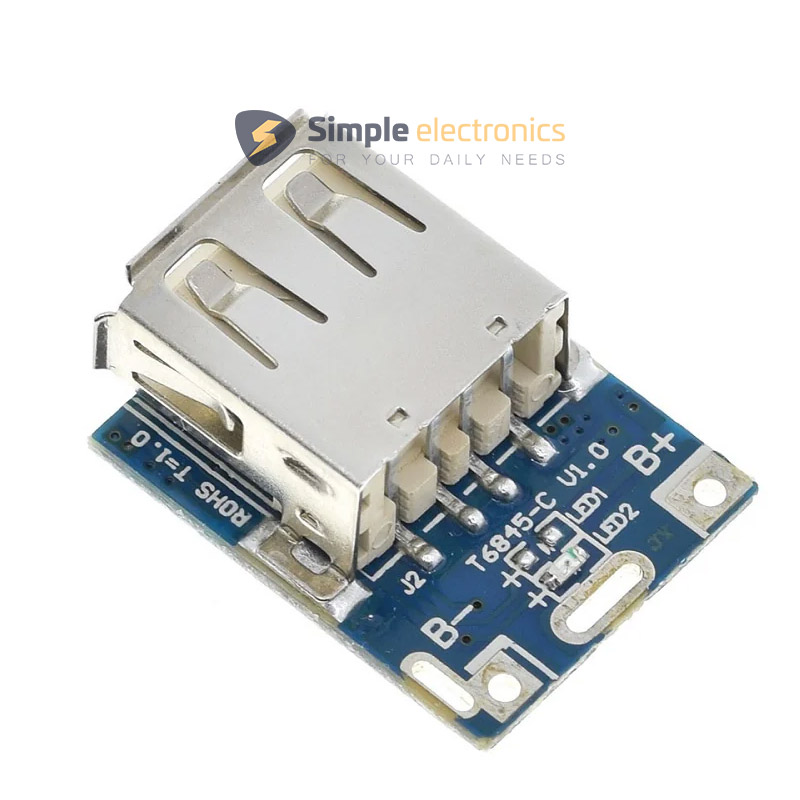 Simple electronics
FOR YOUR DAILY NEEDS
ROHS T=1.0
J2
T6845-C V1.0
LED1
LED2
B+
B-
+
+